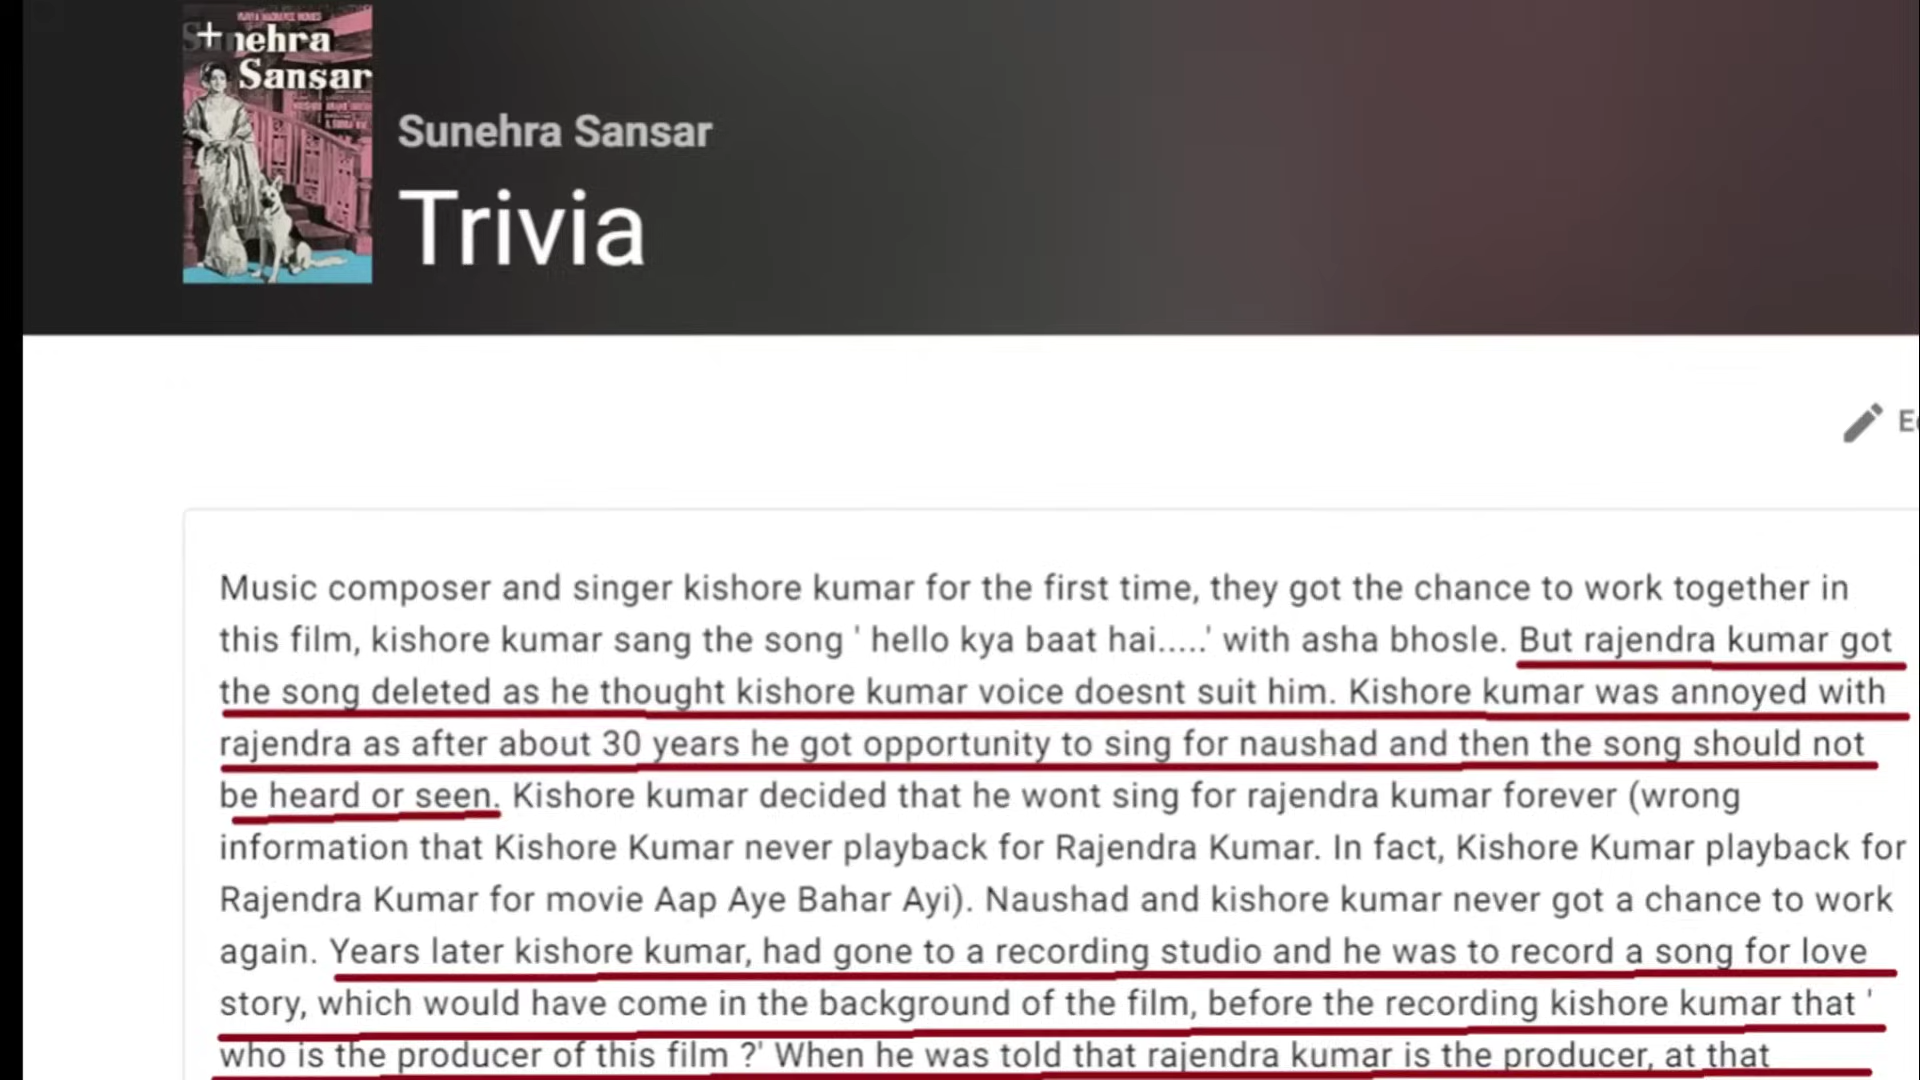 Sunehra
Sansar
Sunehra Sansar
Trivia
Music composer and singer kishore kumar for the first time, they got the chance to work together in
this film, kishore kumar sang the song ' hello kya baat hai.....' with asha bhosle. But rajendra kumar got
the song deleted as he thought kishore kumar voice doesnt suit him. Kishore kumar was annoyed with
rajendra as after about 30 years he got opportunity to sing for naushad and then the song should not
be heard or seen. Kishore kumar decided that he wont sing for rajendra kumar forever (wrong
information that Kishore Kumar never playback for Rajendra Kumar. In fact, Kishore Kumar playback for
Rajendra Kumar for movie Aap Aye Bahar Ayi). Naushad and kishore kumar never got a chance to work
again. Years later kishore kumar, had gone to a recording studio and he was to record a song for love
story, which would have come in the background of the film, before the recording kishore kumar that '
who is the producer of this film ?' When he was told that rajendra kumar is the producer, at that